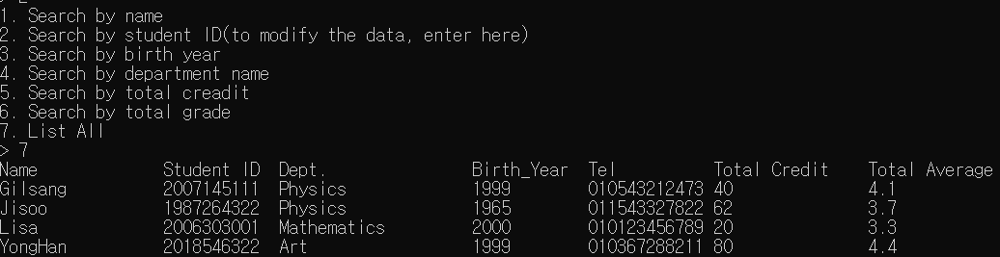 1. Search by name
2. Search by student ID(to modify the data, enter here)
3. Search by birth year
4. Search by department name
5. Search by total creadit
6. Search by total grade
7. List All
> 7
Name Student ID Dept. Birth_Year Tel Total Credit Total Average
Gilsang 2007145111 Physics 1999 010543212473 40 4.1
Jisoo 1987264322 Physics 1965 011543327822 62 3.7
Lisa 2006303001 Mathematics 2000 010123456789 20 3.3
YongHan 2018546322 Art 1999 010367288211 80 4.4